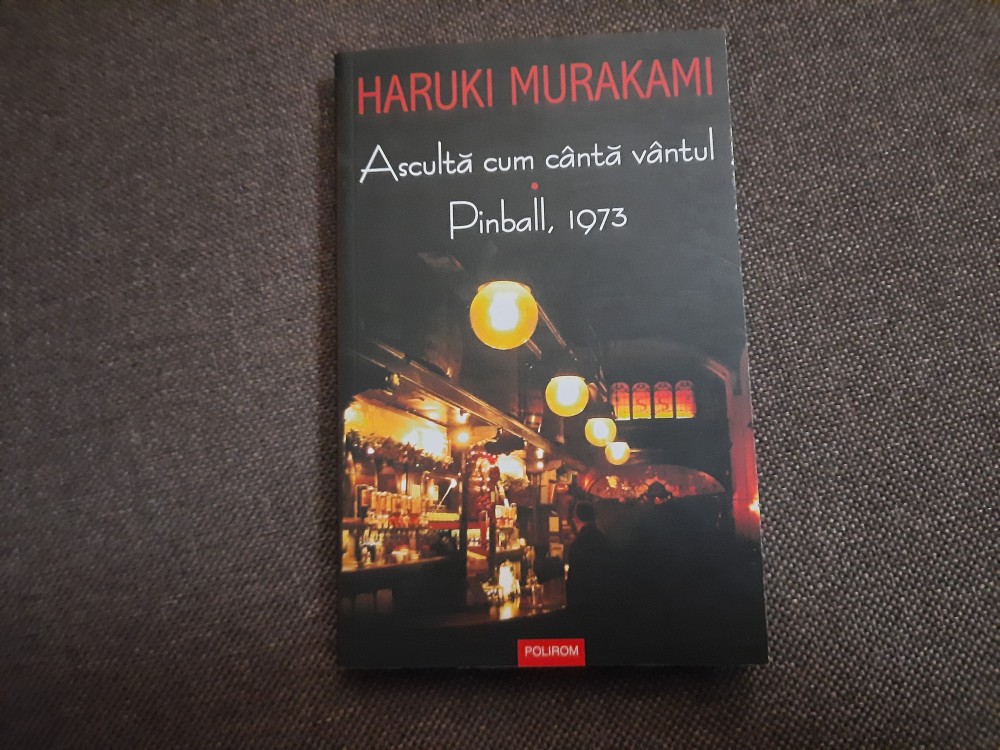 HARUKI MURAKAMI
Ascultă cum cântă vântul
Pinball, 1973
POLIROM